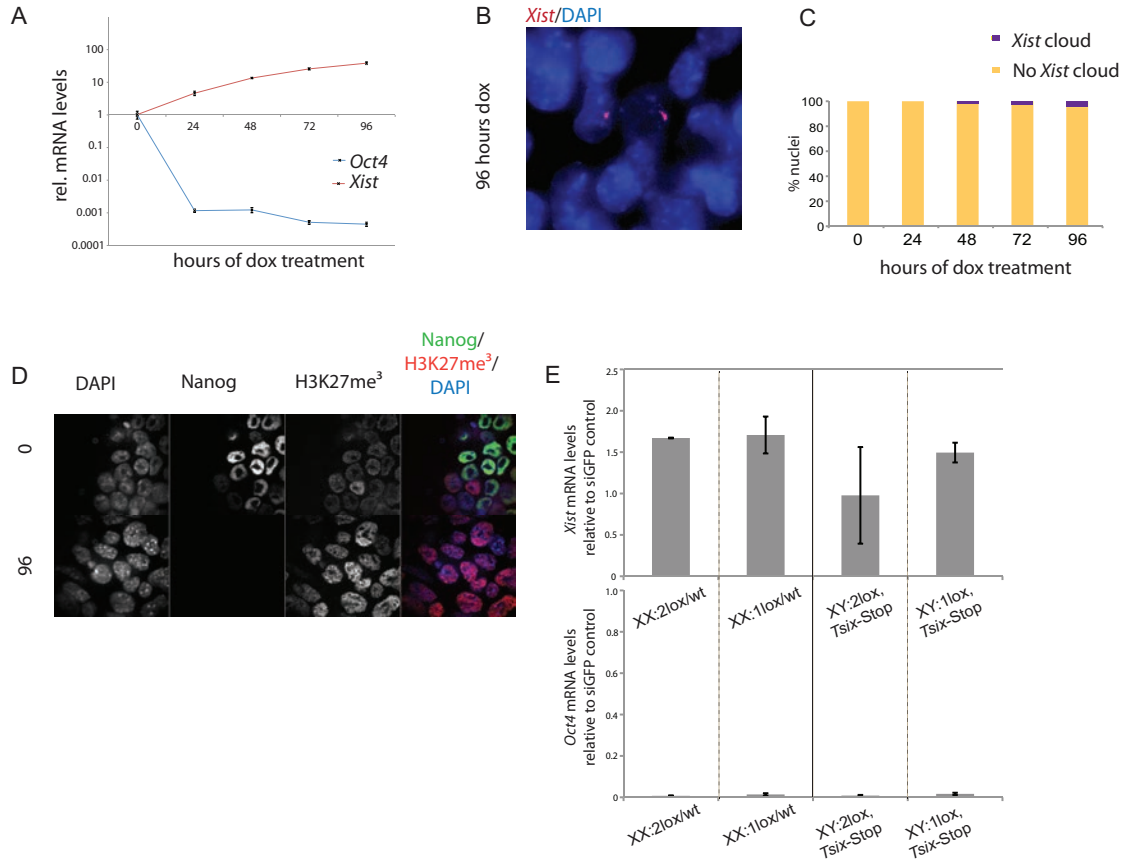 A
rel. mRNA levels
100
10
1
0.1
0.01
0.001
0.0001
0
24
48
72
96
Oct4
Xist
hours of dox treatment
B
Xist/DAPI
96 hours dox
C
Xist cloud
No Xist cloud
% nuclei
100
80
60
40
20
0
0
24
48
72
96
hours of dox treatment
D
DAPI
Nanog
H3K27me³
Nanog/
H3K27me³/
DAPI
0
96
E
Xist mRNA levels
relative to siGFP control
2.5
2.0
1.5
1.0
0.5
0
XX:2lox/wt
XX:1lox/wt
XY:2lox,
Tsix-Stop
XY:1lox,
Tsix-Stop
Oct4 mRNA levels
relative to siGFP control
1.0
0.8
0.6
0.4
0.2
0
XX:2lox/wt
XX:1lox/wt
XY:2lox,
Tsix-Stop
XY:1lox,
Tsix-Stop